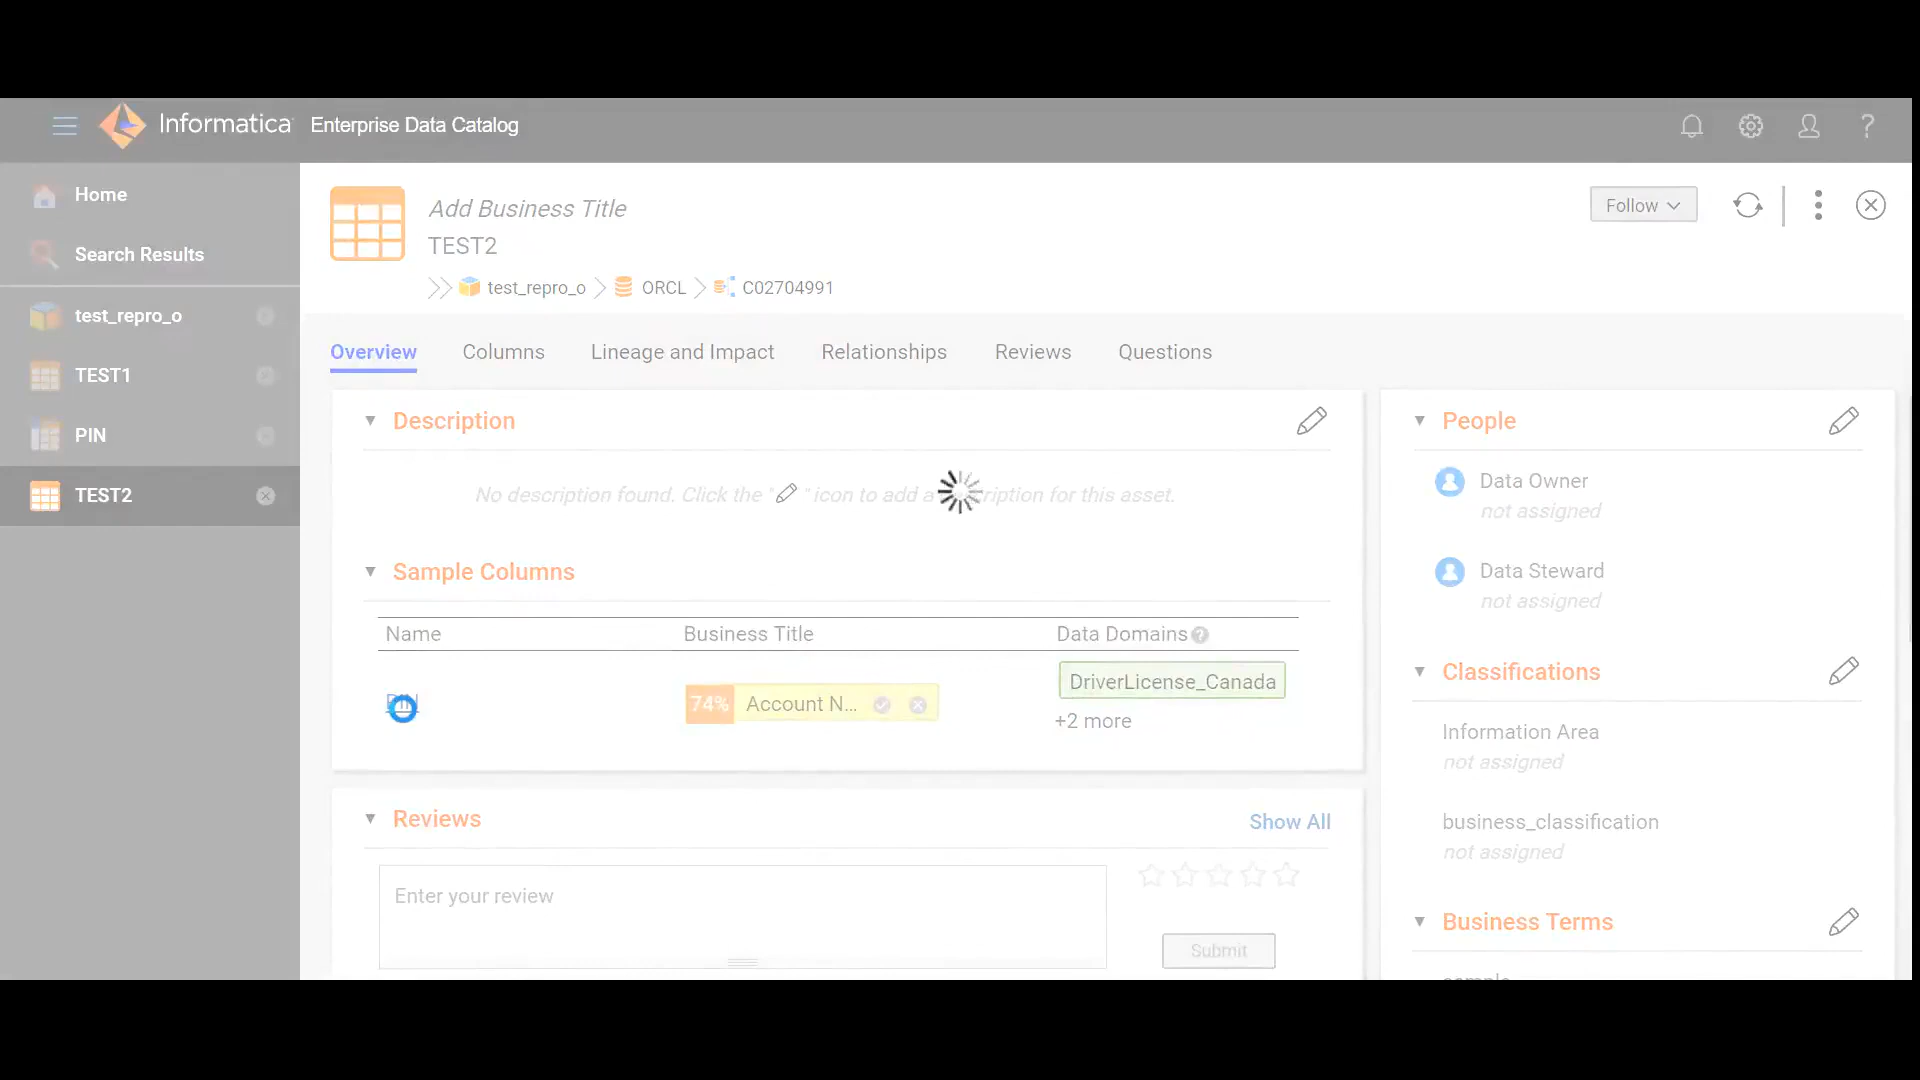 Informatica Enterprise Data Catalog
Home
Search Results
test_repro_o
TEST1
PIN
TEST2
Add Business Title
TEST2
test_repro_o ORCL C02704991
Follow
Overview Columns Lineage and Impact Relationships Reviews Questions
Description
No description found. Click the " " icon to add a description for this asset.
Sample Columns
Name Business Title Data Domains
74% Account N... DriverLicense_Canada
+2 more
Reviews Show All
Enter your review
Submit
People
Data Owner
not assigned
Data Steward
not assigned
Classifications
Information Area
not assigned
business_classification
not assigned
Business Terms